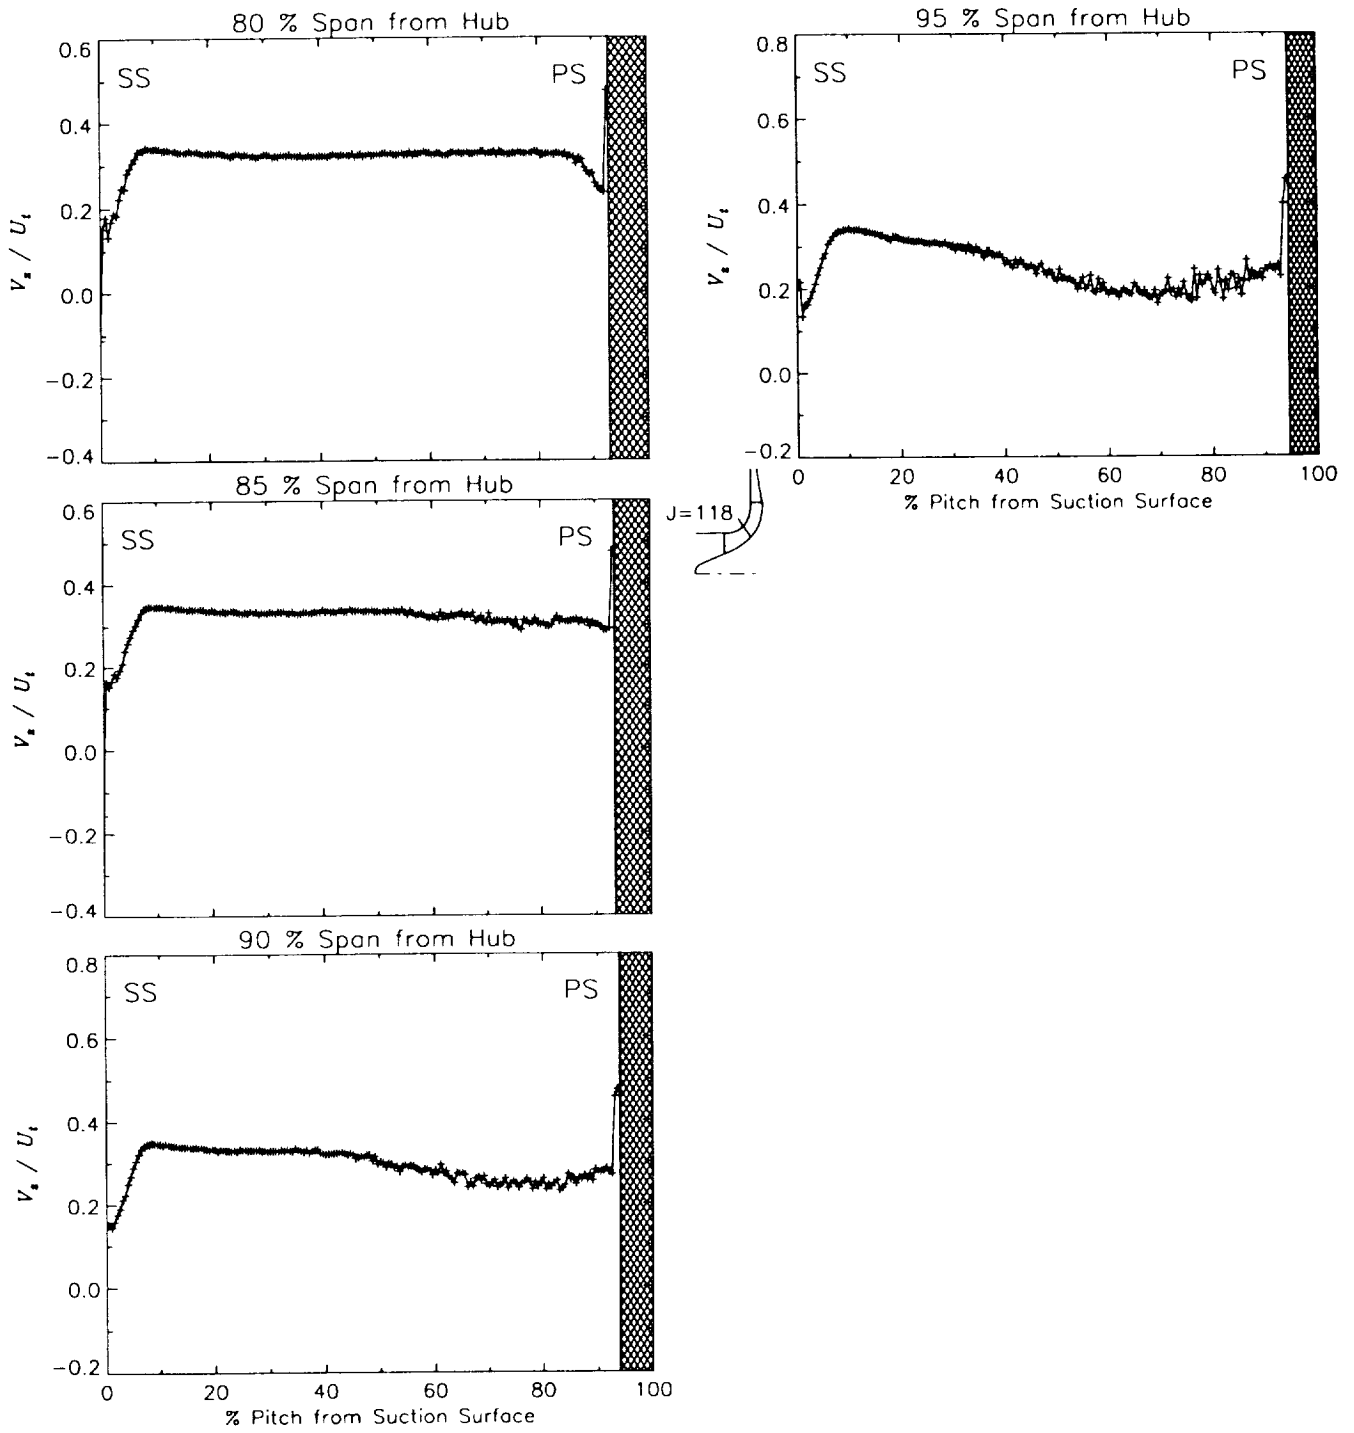 80 % Span from Hub
0.6
0.4
0.2
0.0
−0.2
−0.4
SS
PS
V_z / U_t
85 % Span from Hub
0.6
0.4
0.2
0.0
−0.2
−0.4
SS
PS
V_z / U_t
90 % Span from Hub
0.8
0.6
0.4
0.2
0.0
−0.2
SS
PS
V_z / U_t
0 20 40 60 80 100
% Pitch from Suction Surface
95 % Span from Hub
0.8
0.6
0.4
0.2
0.0
−0.2
SS
PS
V_z / U_t
0 20 40 60 80 100
% Pitch from Suction Surface
J=118